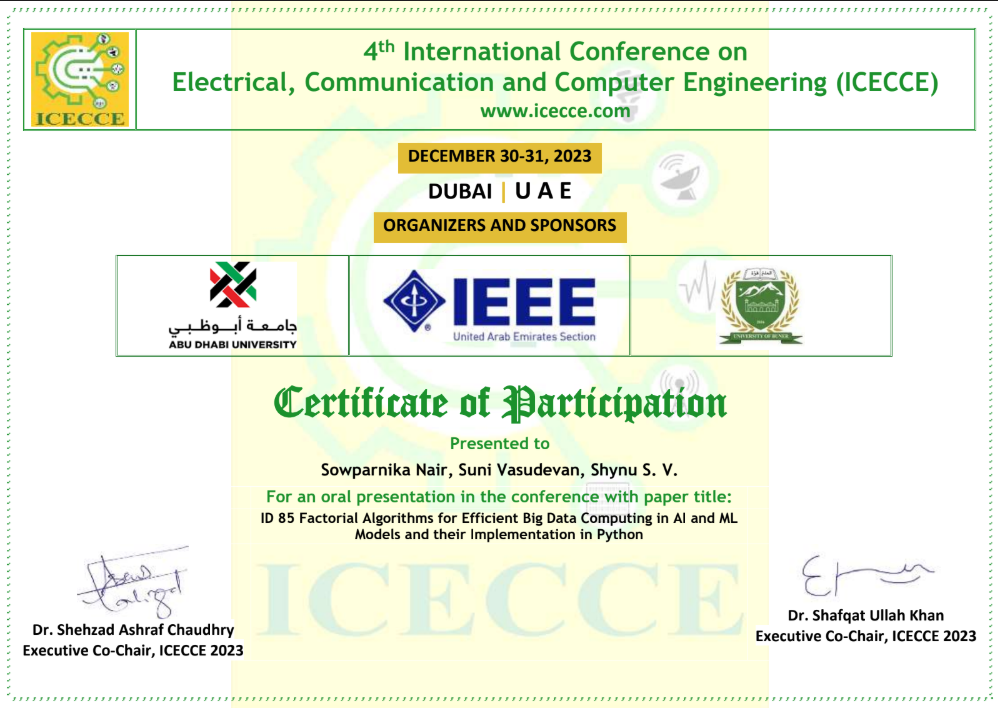 ICECCE
4th International Conference on
Electrical, Communication and Computer Engineering (ICECCE)
www.icecce.com
DECEMBER 30-31, 2023
DUBAI | U A E
ORGANIZERS AND SPONSORS
جامعة أبوظبي
ABU DHABI UNIVERSITY
IEEE
®
United Arab Emirates Section
UNIVERSITY OF BUNER
Certificate of Participation
Presented to
Sowparnika Nair, Suni Vasudevan, Shynu S. V.
For an oral presentation in the conference with paper title:
ID 85 Factorial Algorithms for Efficient Big Data Computing in AI and ML
Models and their Implementation in Python
ICECCE
Dr. Shehzad Ashraf Chaudhry
Executive Co-Chair, ICECCE 2023
Dr. Shafqat Ullah Khan
Executive Co-Chair, ICECCE 2023